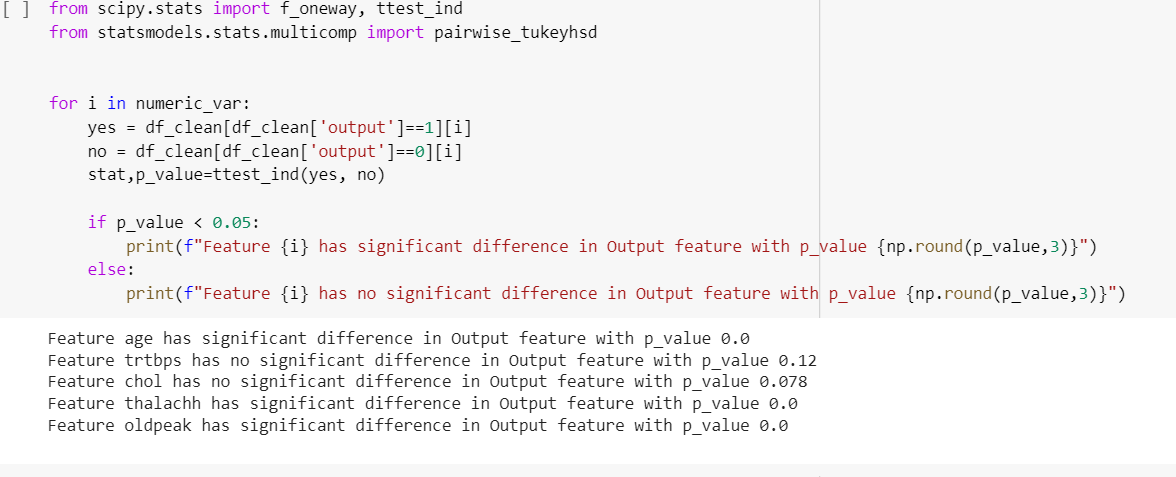 [ ] from scipy.stats import f_oneway, ttest_ind
from statsmodels.stats.multicomp import pairwise_tukeyhsd
for i in numeric_var:
yes = df_clean[df_clean['output']==1][i]
no = df_clean[df_clean['output']==0][i]
stat,p_value=ttest_ind(yes, no)
if p_value < 0.05:
print(f"Feature {i} has significant difference in Output feature with p_value {np.round(p_value,3)}")
else:
print(f"Feature {i} has no significant difference in Output feature with p_value {np.round(p_value,3)}")
Feature age has significant difference in Output feature with p_value 0.0
Feature trtbps has no significant difference in Output feature with p_value 0.12
Feature chol has no significant difference in Output feature with p_value 0.078
Feature thalachh has significant difference in Output feature with p_value 0.0
Feature oldpeak has significant difference in Output feature with p_value 0.0